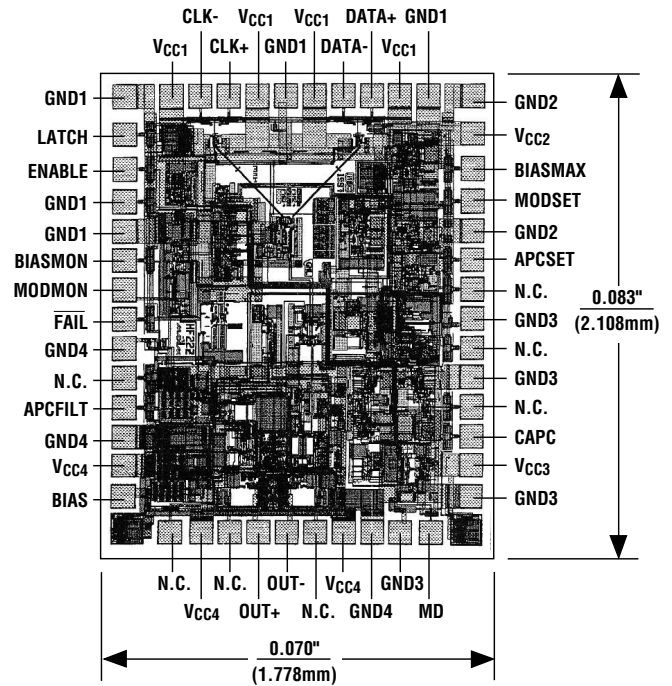 CLK- VCC1 VCC1 DATA+ GND1
VCC1 CLK+ GND1 DATA- VCC1
GND1
LATCH
ENABLE
GND1
GND1
BIASMON
MODMON
FAIL
GND4
N.C.
APCFILT
GND4
VCC4
BIAS
GND2
VCC2
BIASMAX
MODSET
GND2
APCSET
N.C.
GND3
N.C.
GND3
N.C.
CAPC
VCC3
GND3
HF2232
N.C. N.C. OUT- VCC4 GND3
VCC4 OUT+ N.C. GND4 MD
0.083"
(2.108mm)
0.070"
(1.778mm)